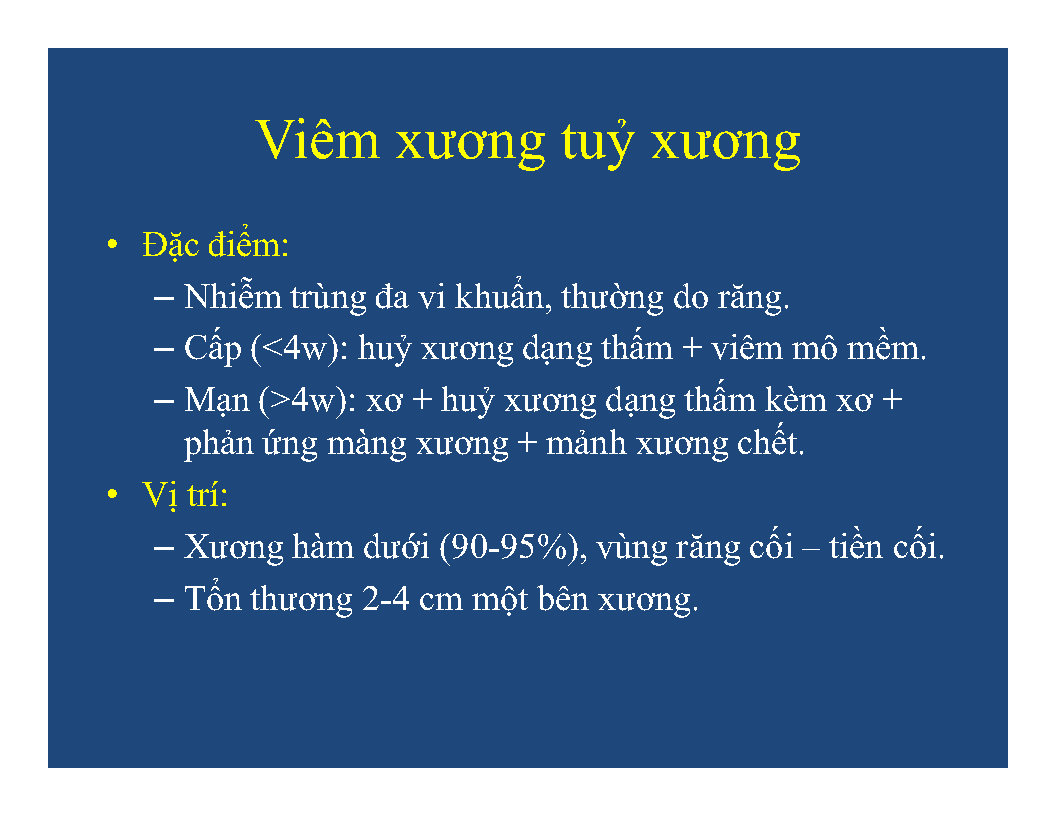 Viêm xương tuỷ xương
• Đặc điểm:
– Nhiễm trùng đa vi khuẩn, thường do răng.
– Cấp (<4w): huỷ xương dạng thấm + viêm mô mềm.
– Mạn (>4w): xơ + huỷ xương dạng thấm kèm xơ +
phản ứng màng xương + mảnh xương chết.
• Vị trí:
– Xương hàm dưới (90-95%), vùng răng cối – tiền cối.
– Tổn thương 2-4 cm một bên xương.